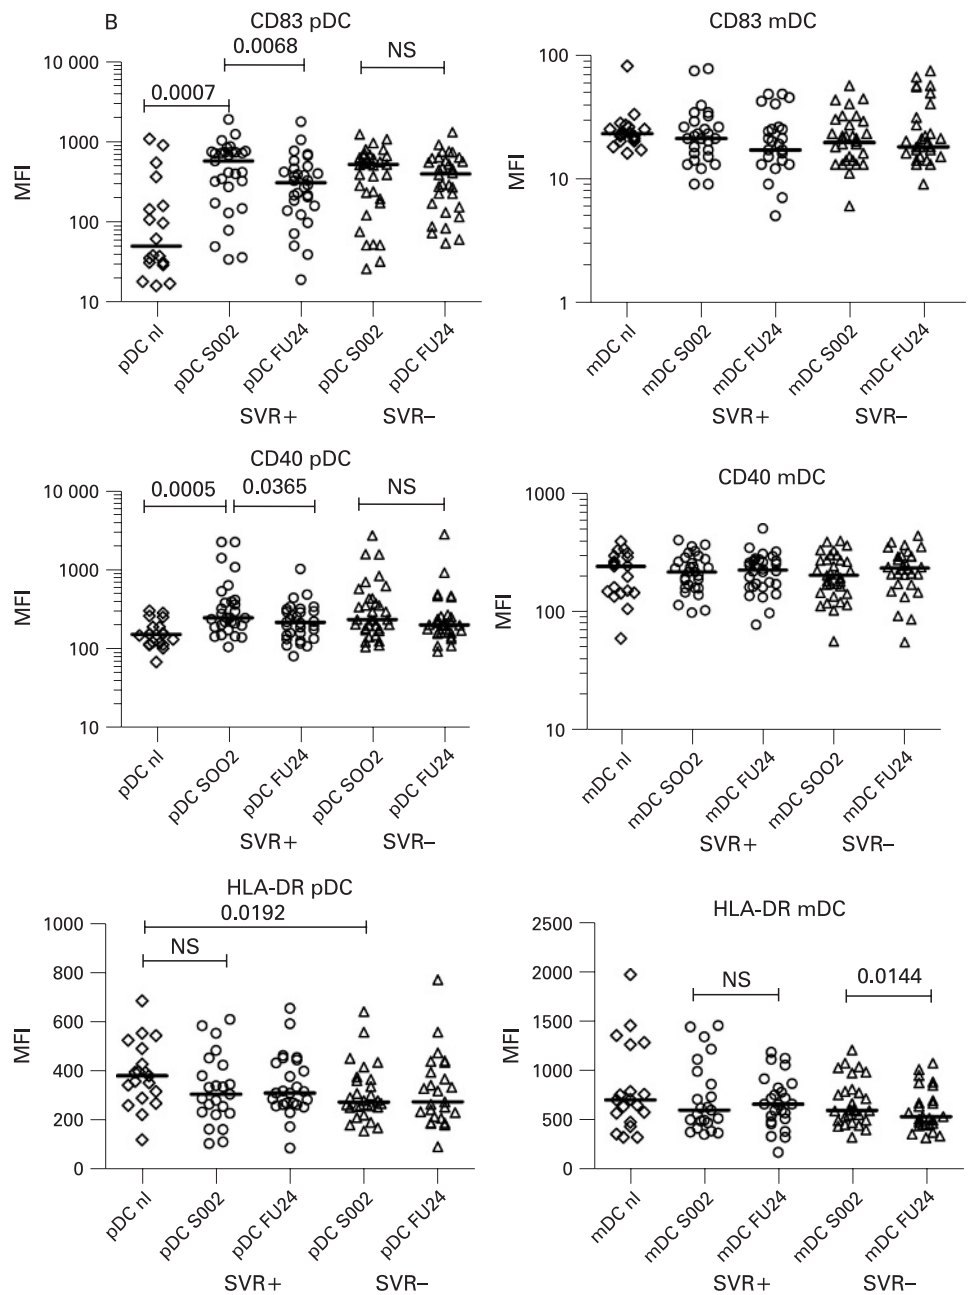 B
CD83 pDC
10 000
1000
100
10
MFI
0.0007
0.0068
NS
pDC nl
pDC S002
pDC FU24
pDC S002
pDC FU24
SVR+
SVR–
CD83 mDC
100
10
1
MFI
mDC nl
mDC S002
mDC FU24
mDC S002
mDC FU24
SVR+
SVR–
CD40 pDC
10 000
1000
100
10
MFI
0.0005
0.0365
NS
pDC nl
pDC SOO2
pDC FU24
pDC SOO2
pDC FU24
SVR+
SVR–
CD40 mDC
1000
100
10
MFI
mDC nl
mDC SOO2
mDC FU24
mDC SOO2
mDC FU24
SVR+
SVR–
HLA-DR pDC
1000
800
600
400
200
0
MFI
0.0192
NS
pDC nl
pDC S002
pDC FU24
pDC S002
pDC FU24
SVR+
SVR–
HLA-DR mDC
2500
2000
1500
1000
500
0
MFI
NS
0.0144
mDC nl
mDC S002
mDC FU24
mDC S002
mDC FU24
SVR+
SVR–